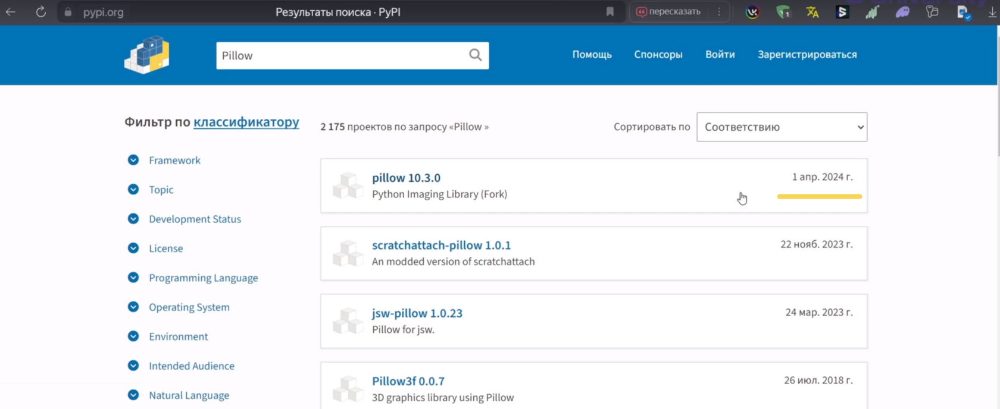 pypi.org
Результаты поиска · PyPI
пересказать
1
Pillow
Помощь
Спонсоры
Войти
Зарегистрироваться
Фильтр по классификатору
2 175 проектов по запросу «Pillow »
Сортировать по
Соответствию
Framework
Topic
Development Status
License
Programming Language
Operating System
Environment
Intended Audience
Natural Language
pillow 10.3.0
1 апр. 2024 г.
Python Imaging Library (Fork)
scratchattach-pillow 1.0.1
22 нояб. 2023 г.
An modded version of scratchattach
jsw-pillow 1.0.23
24 мар. 2023 г.
Pillow for jsw.
Pillow3f 0.0.7
26 июл. 2018 г.
3D graphics library using Pillow